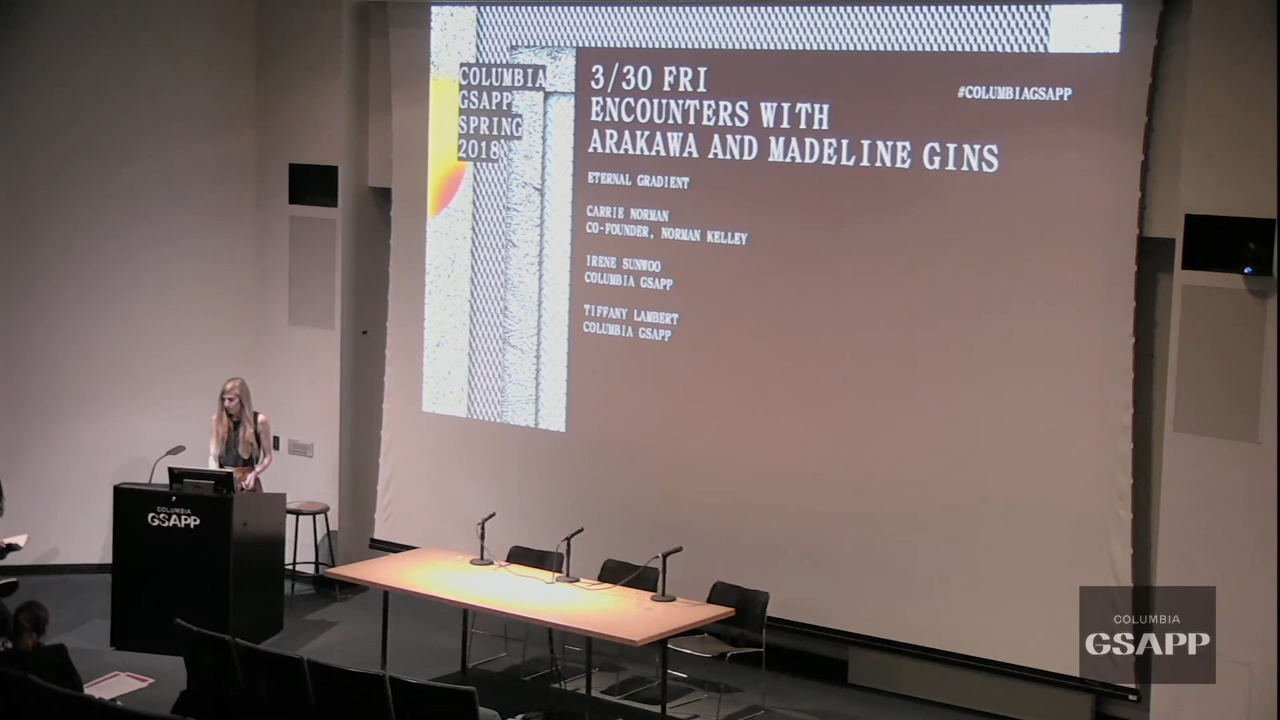 COLUMBIA
GSAPP
SPRING
2018
3/30 FRI
ENCOUNTERS WITH
ARAKAWA AND MADELINE GINS
#COLUMBIAGSAPP
ETERNAL GRADIENT
CARRIE NORMAN
CO-FOUNDER, NORMAN KELLEY
IRENE SUNWOO
COLUMBIA GSAPP
TIFFANY LAMBERT
COLUMBIA GSAPP
COLUMBIA
GSAPP
COLUMBIA
GSAPP